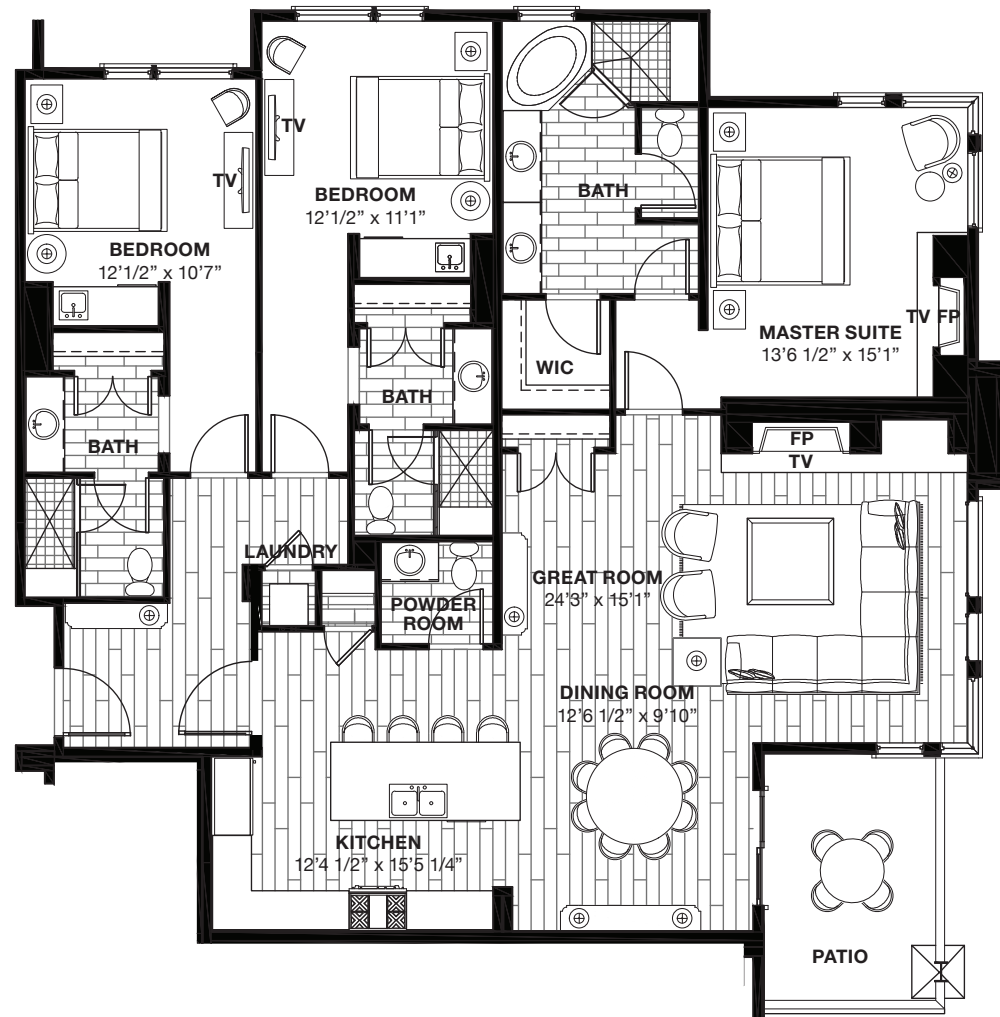 TV
BEDROOM
12'1/2” x 11'1”
TV
BEDROOM
12'1/2” x 10'7”
BATH
MASTER SUITE
13'6 1/2” x 15'1”
TV FP
WIC
BATH
BATH
FP
TV
LAUNDRY
POWDER
ROOM
GREAT ROOM
24'3” x 15'1”
DINING ROOM
12'6 1/2” x 9'10”
KITCHEN
12'4 1/2” x 15'5 1/4”
PATIO